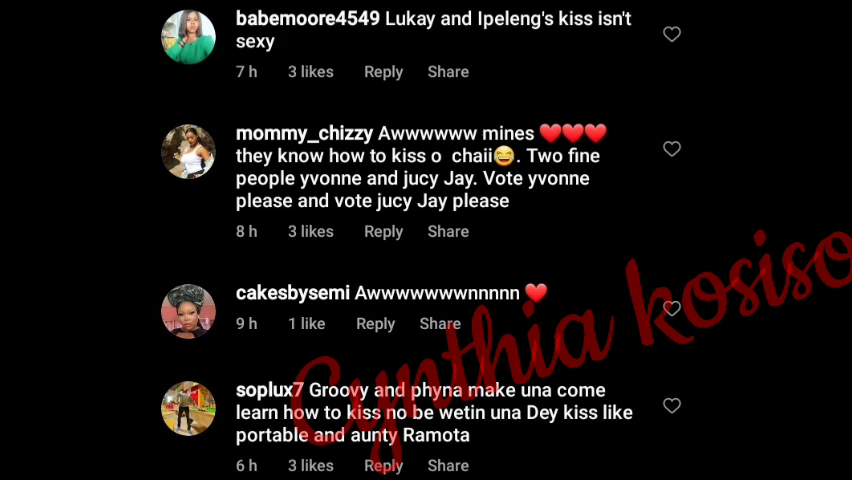 babemoore4549 Lukay and Ipeleng's kiss isn't
sexy
7 h 3 likes Reply Share
mommy_chizzy Awwwwww mines ❤️❤️❤️
they know how to kiss o chaii😂. Two fine
people yvonne and jucy Jay. Vote yvonne
please and vote jucy Jay please
8 h 3 likes Reply Share
cakesbysemi Awwwwwwwnnnnn ❤️
9 h 1 like Reply Share
soplux7 Groovy and phyna make una come
learn how to kiss no be wetin una Dey kiss like
portable and aunty Ramota
6 h 3 likes Reply Share
Cynthia kosiso